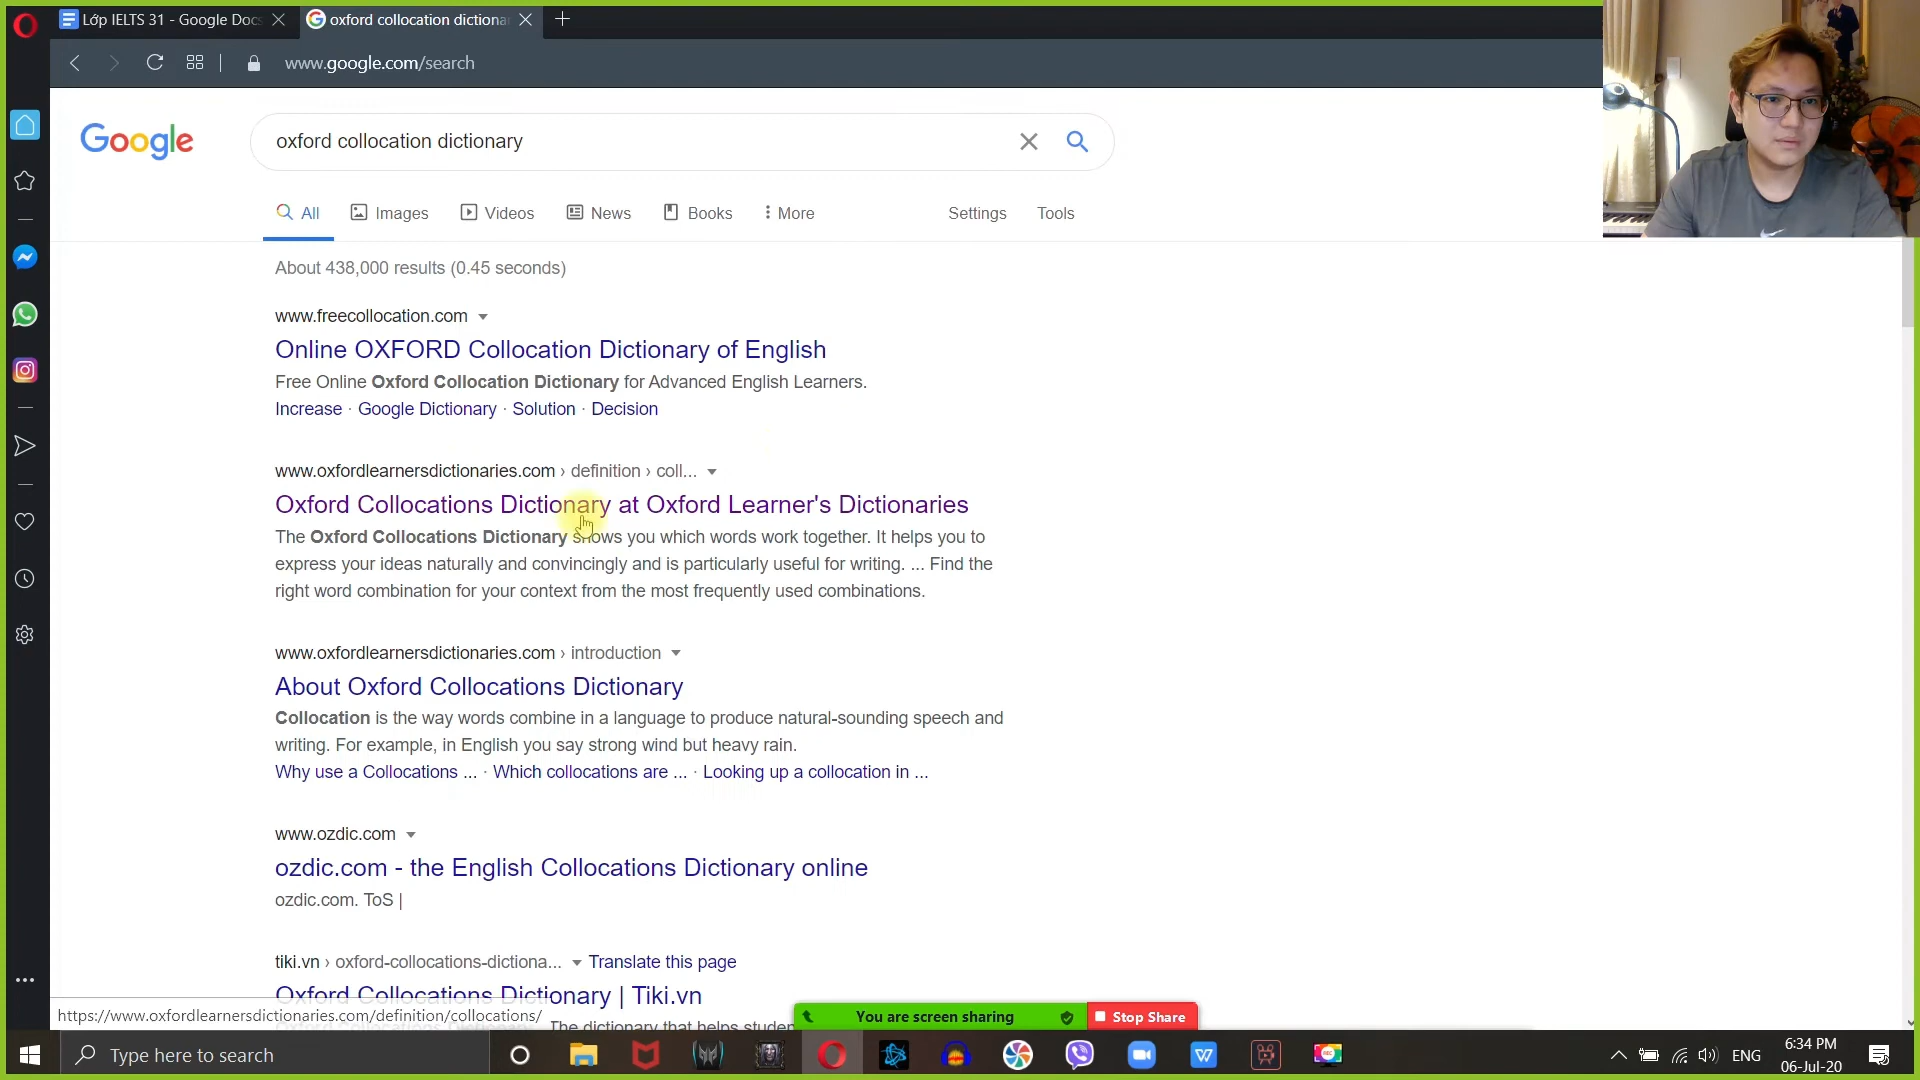 Lớp IELTS 31 - Google Docs
oxford collocation dictionar
www.google.com/search
Google
oxford collocation dictionary
All
Images
Videos
News
Books
More
Settings
Tools
About 438,000 results (0.45 seconds)
www.freecollocation.com
Online OXFORD Collocation Dictionary of English
Free Online Oxford Collocation Dictionary for Advanced English Learners.
Increase · Google Dictionary · Solution · Decision
www.oxfordlearnersdictionaries.com › definition › coll...
Oxford Collocations Dictionary at Oxford Learner's Dictionaries
The Oxford Collocations Dictionary shows you which words work together. It helps you to
express your ideas naturally and convincingly and is particularly useful for writing. ... Find the
right word combination for your context from the most frequently used combinations.
www.oxfordlearnersdictionaries.com › introduction
About Oxford Collocations Dictionary
Collocation is the way words combine in a language to produce natural-sounding speech and
writing. For example, in English you say strong wind but heavy rain.
Why use a Collocations ... · Which collocations are ... · Looking up a collocation in ...
www.ozdic.com
ozdic.com - the English Collocations Dictionary online
ozdic.com. ToS |
tiki.vn › oxford-collocations-dictiona... Translate this page
Oxford Collocations Dictionary | Tiki.vn
Oxford Collocations Dictionary. The dictionary that helps studen
https://www.oxfordlearnersdictionaries.com/definition/collocations/
You are screen sharing
Stop Share
Type here to search
ENG
6:34 PM
06-Jul-20